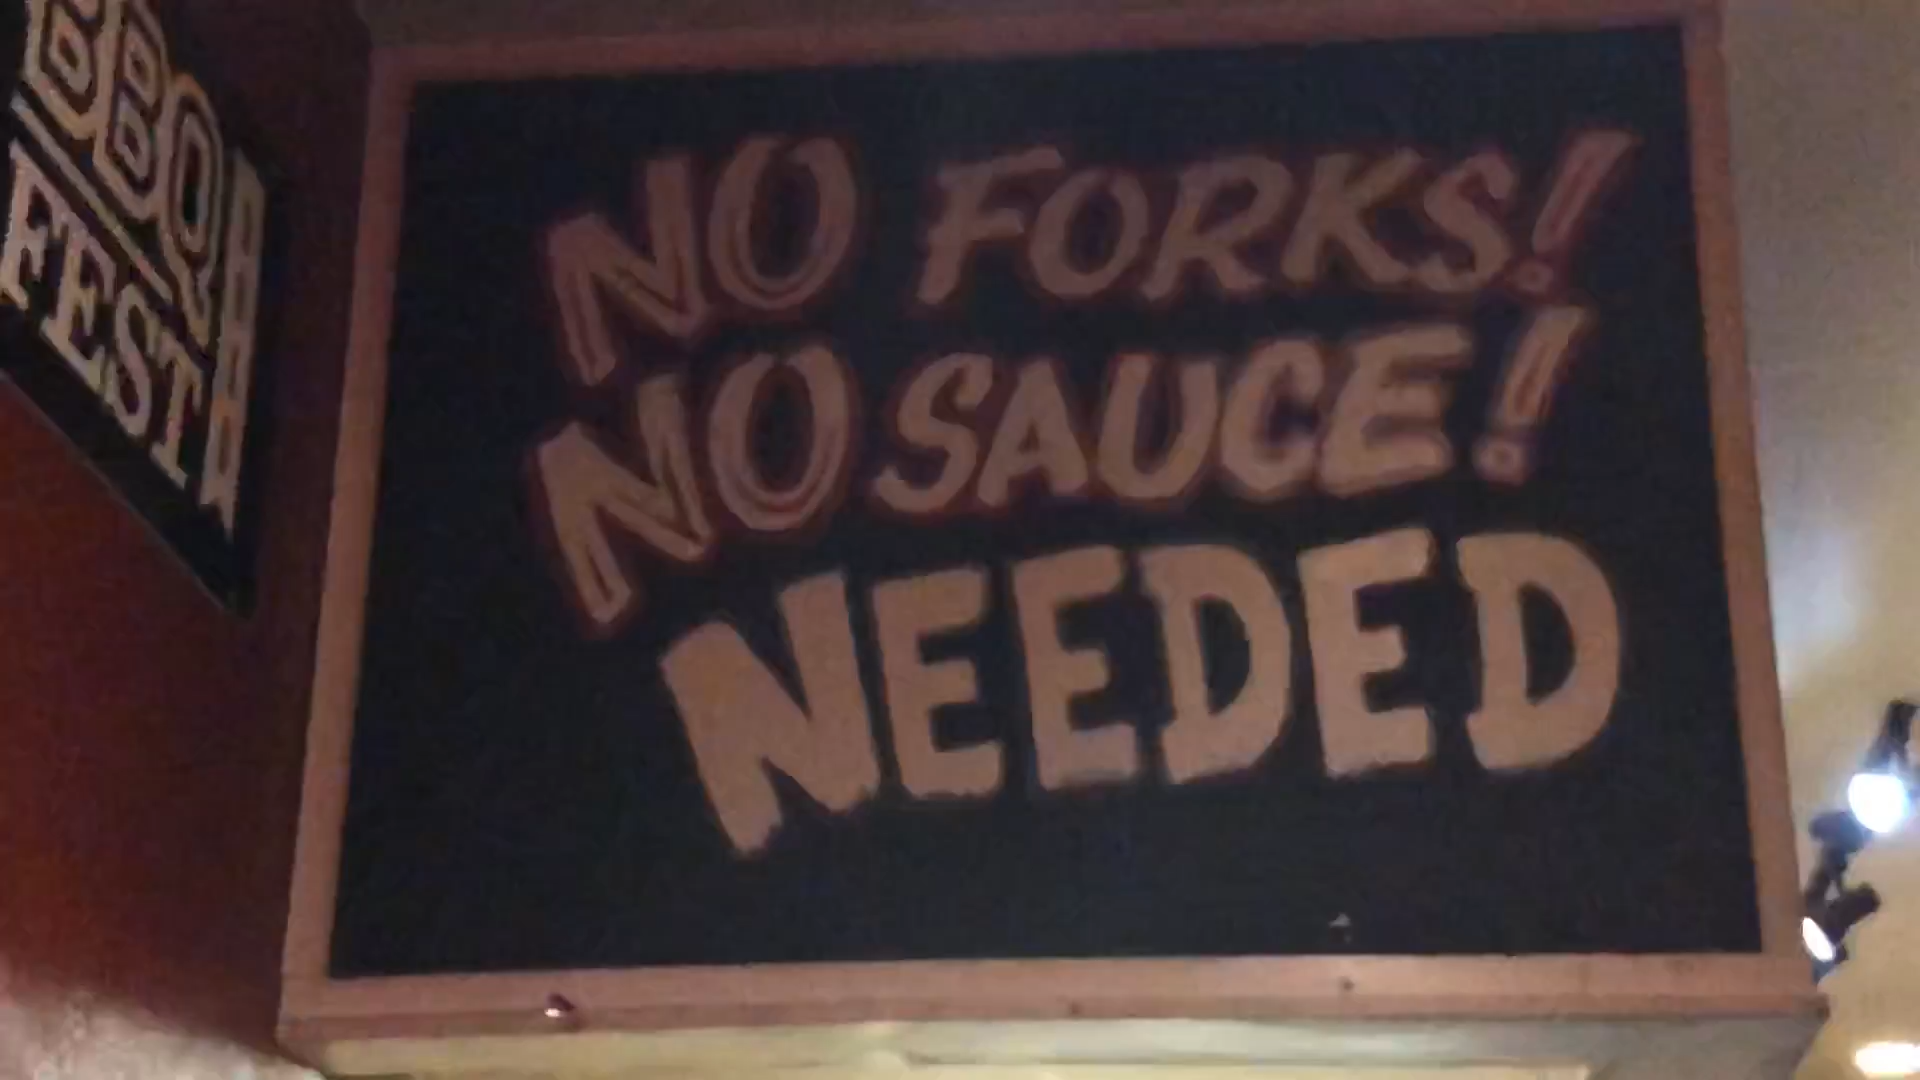 BBQ
FEST
NO FORKS!
NO SAUCE!
NEEDED